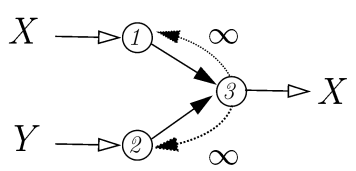 X 1 ∞
3 X
Y 2 ∞